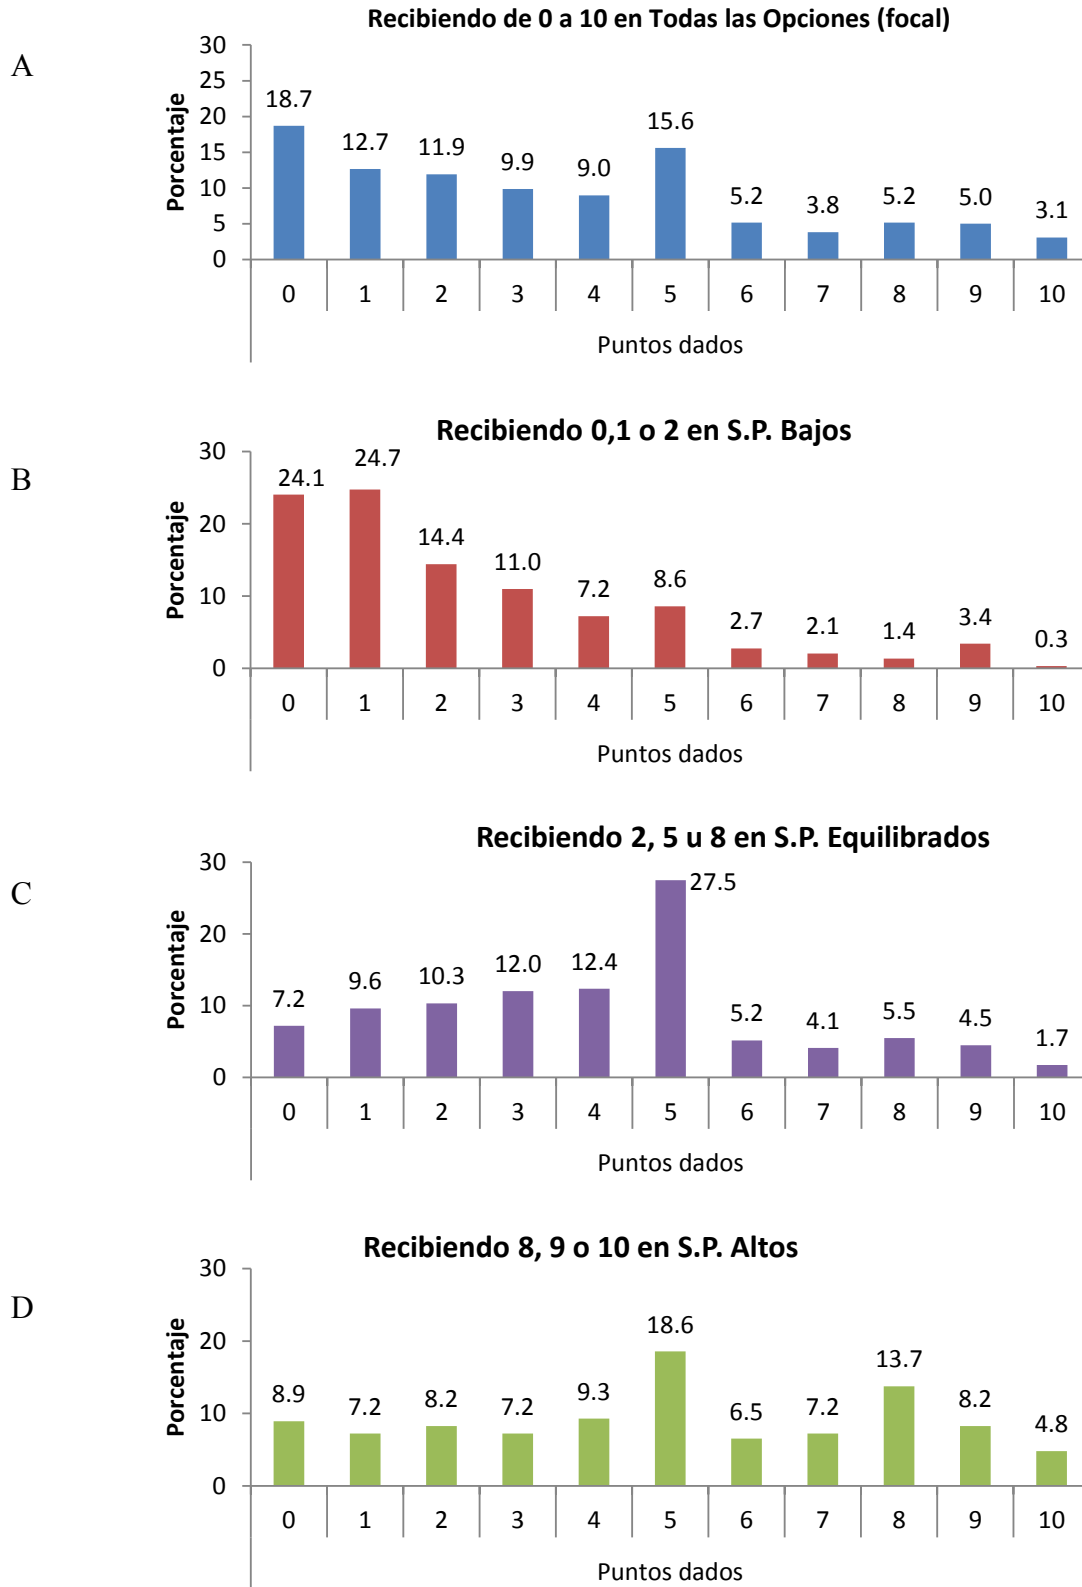 Recibiendo de 0 a 10 en Todas las Opciones (focal)
A
Porcentaje
30
25
20
15
10
5
0
18.7 12.7 11.9 9.9 9.0 15.6 5.2 3.8 5.2 5.0 3.1
0 1 2 3 4 5 6 7 8 9 10
Puntos dados
Recibiendo 0,1 o 2 en S.P. Bajos
B
Porcentaje
30
20
10
0
24.1 24.7 14.4 11.0 7.2 8.6 2.7 2.1 1.4 3.4 0.3
0 1 2 3 4 5 6 7 8 9 10
Puntos dados
Recibiendo 2, 5 u 8 en S.P. Equilibrados
C
Porcentaje
30
20
10
0
7.2 9.6 10.3 12.0 12.4 27.5 5.2 4.1 5.5 4.5 1.7
0 1 2 3 4 5 6 7 8 9 10
Puntos dados
Recibiendo 8, 9 o 10 en S.P. Altos
D
Porcentaje
30
20
10
0
8.9 7.2 8.2 7.2 9.3 18.6 6.5 7.2 13.7 8.2 4.8
0 1 2 3 4 5 6 7 8 9 10
Puntos dados